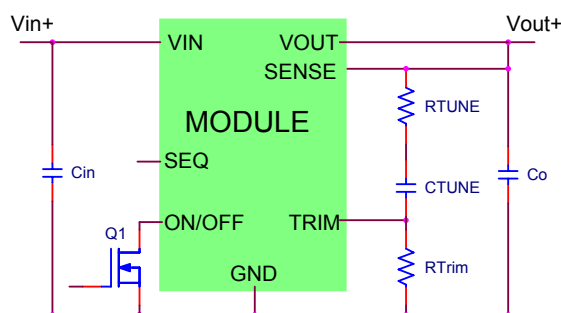 Vin+
Vout+
VIN
VOUT
SENSE
RTUNE
MODULE
SEQ
Cin
CTUNE
Co
Q1
ON/OFF
TRIM
GND
RTrim